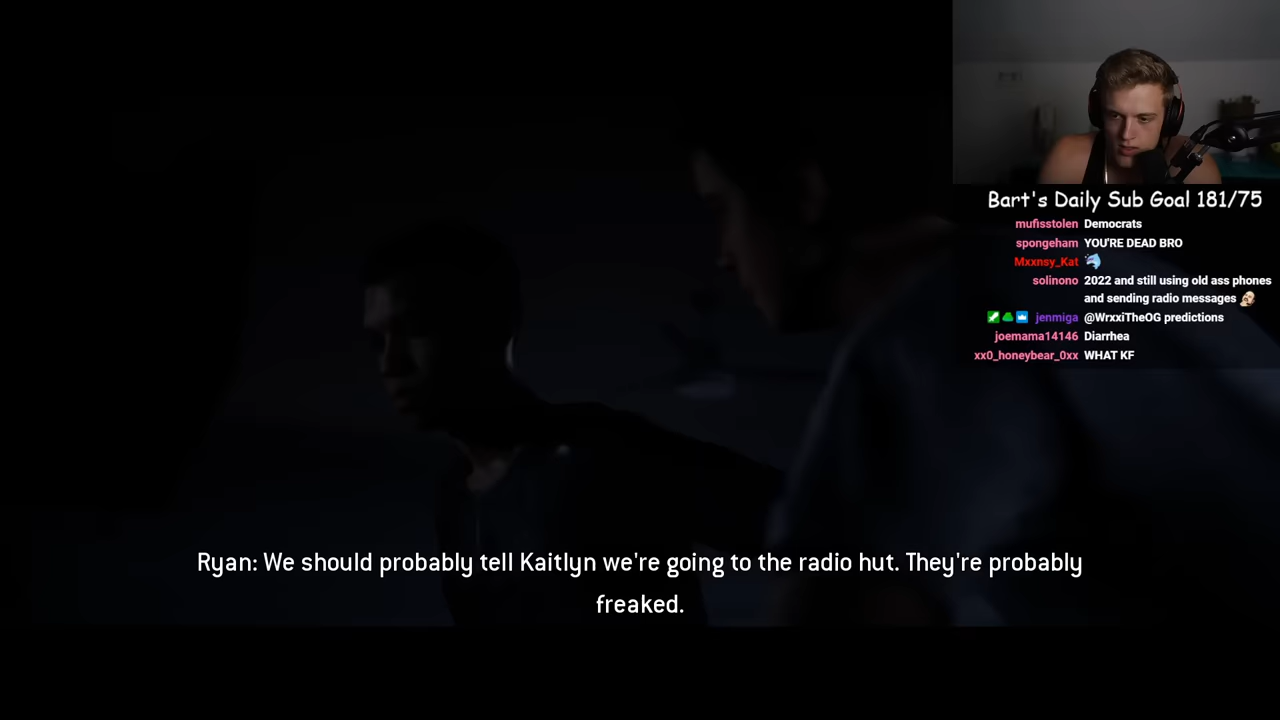 Bart's Daily Sub Goal 181/75
mufisstolen Democrats
spongeham YOU'RE DEAD BRO
Mxxnsy_Kat
solinono 2022 and still using old ass phones
and sending radio messages
jenmiga @WrxxiTheOG predictions
joemama14146 Diarrhea
xx0_honeybear_0xx WHAT KF
Ryan: We should probably tell Kaitlyn we're going to the radio hut. They're probably
freaked.